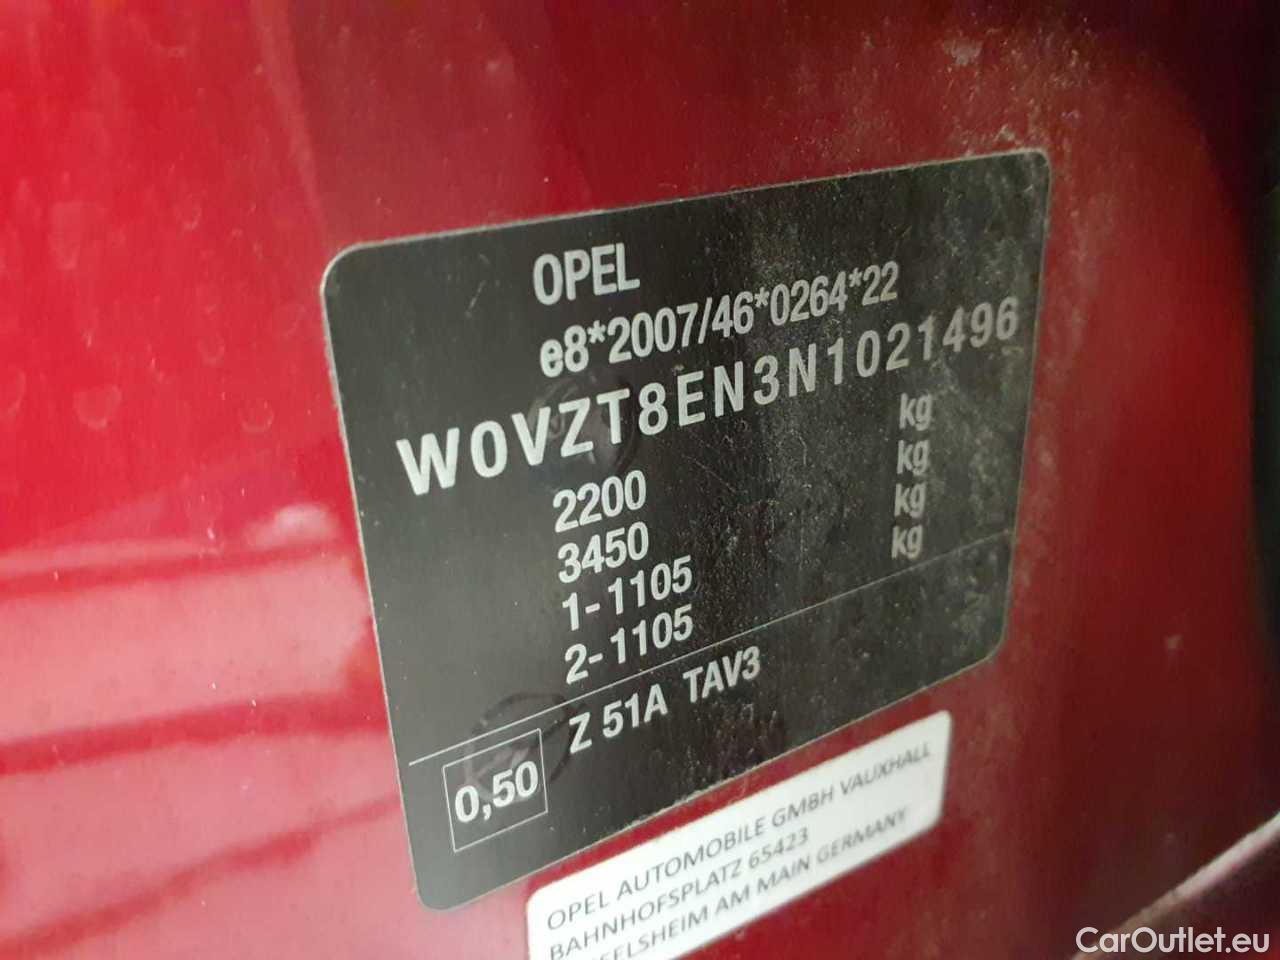 OPEL
e8*2007/46*0264*22
W0VZT8EN3N1021496
2200 kg
3450 kg
1-1105 kg
2-1105 kg
0,50 Z 51A TAV3
OPEL AUTOMOBILE GMBH VAUXHALL
BAHNHOFSPLATZ 65423
AM MAIN GERMANY
CarOutlet.eu